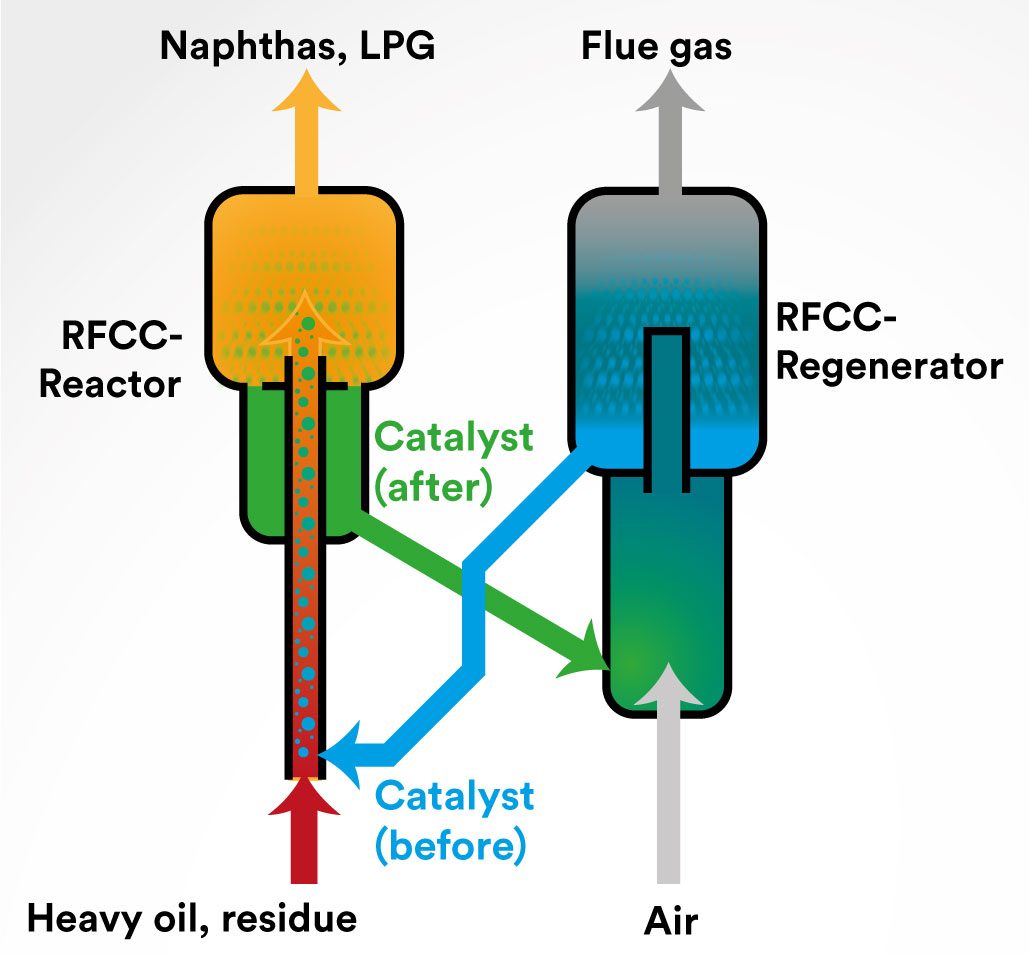 Naphthas, LPG
Flue gas
RFCC-
Reactor
RFCC-
Regenerator
Catalyst
(after)
Catalyst
(before)
Heavy oil, residue
Air